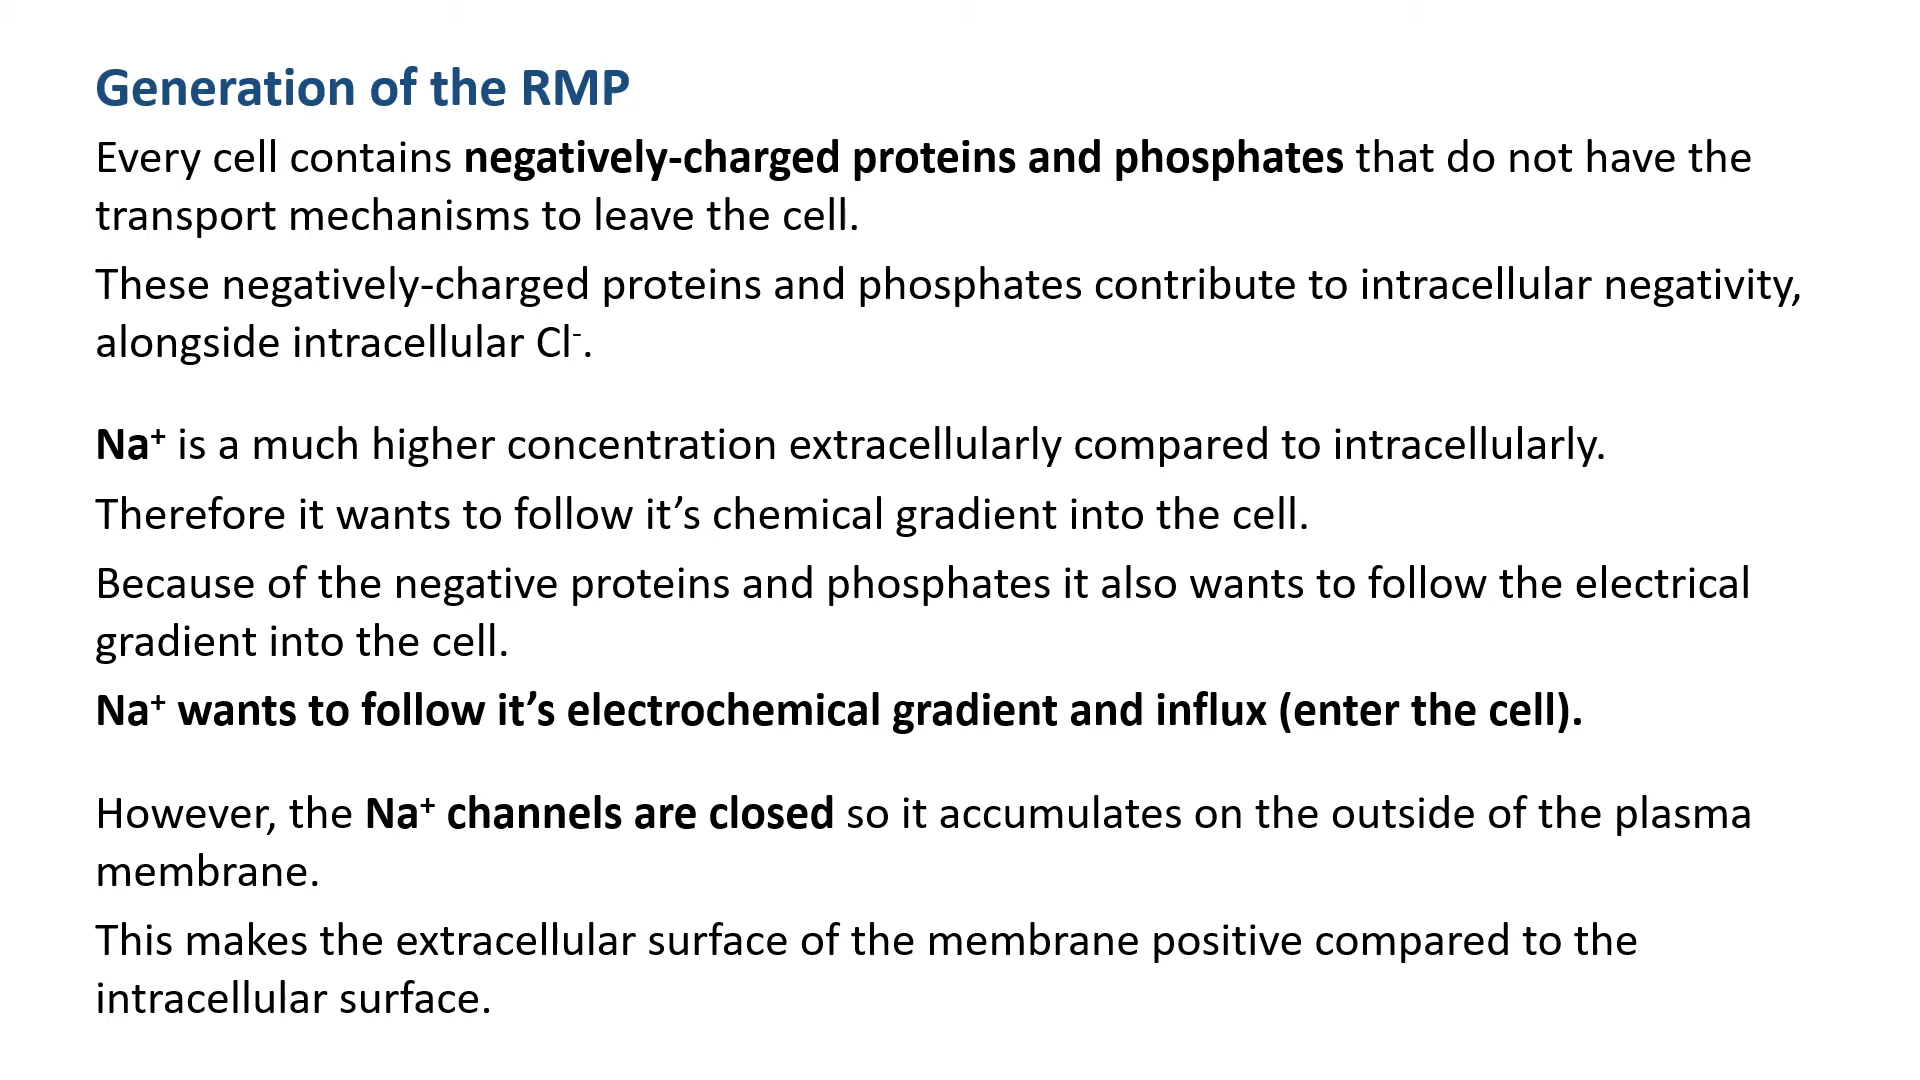 Generation of the RMP
Every cell contains negatively-charged proteins and phosphates that do not have the
transport mechanisms to leave the cell.
These negatively-charged proteins and phosphates contribute to intracellular negativity,
alongside intracellular Cl⁻.
Na⁺ is a much higher concentration extracellularly compared to intracellularly.
Therefore it wants to follow it’s chemical gradient into the cell.
Because of the negative proteins and phosphates it also wants to follow the electrical
gradient into the cell.
Na⁺ wants to follow it’s electrochemical gradient and influx (enter the cell).
However, the Na⁺ channels are closed so it accumulates on the outside of the plasma
membrane.
This makes the extracellular surface of the membrane positive compared to the
intracellular surface.